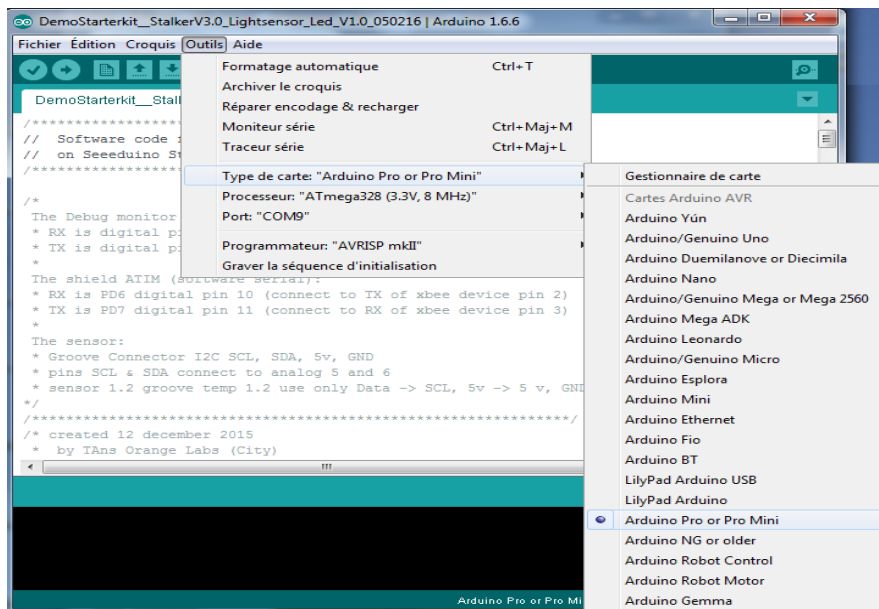 DemoStarterkit__StalkerV3.0_Lightsensor_Led_V1.0_050216 | Arduino 1.6.6
Fichier Édition Croquis Outils Aide
DemoStarterkit__Stall
/******************
// Software code
// on Seeeduino St
/******************
/*
The Debug monitor
* RX is digital pi
* TX is digital pi
*
The shield ATIM (software serial):
* RX is PD6 digital pin 10 (connect to TX of xbee device pin 2)
* TX is PD7 digital pin 11 (connect to RX of xbee device pin 3)
*
The sensor:
* Groove Connector I2C SCL, SDA, 5v, GND
* pins SCL & SDA connect to analog 5 and 6
* sensor 1.2 groove temp 1.2 use only Data -> SCL, 5v -> 5 v, GND
*/
/*************************************************************/
/* created 12 december 2015
* by TAns Orange Labs (City)
Formatage automatique Ctrl+T
Archiver le croquis
Réparer encodage & recharger
Moniteur série Ctrl+Maj+M
Traceur série Ctrl+Maj+L
Type de carte: "Arduino Pro or Pro Mini"
Processeur: "ATmega328 (3.3V, 8 MHz)"
Port: "COM9"
Programmateur: "AVRISP mkII"
Graver la séquence d'initialisation
Gestionnaire de carte
Cartes Arduino AVR
Arduino Yún
Arduino/Genuino Uno
Arduino Duemilanove or Diecimila
Arduino Nano
Arduino/Genuino Mega or Mega 2560
Arduino Mega ADK
Arduino Leonardo
Arduino/Genuino Micro
Arduino Esplora
Arduino Mini
Arduino Ethernet
Arduino Fio
Arduino BT
LilyPad Arduino USB
LilyPad Arduino
Arduino Pro or Pro Mini
Arduino NG or older
Arduino Robot Control
Arduino Robot Motor
Arduino Gemma
Arduino Pro or Pro Mi